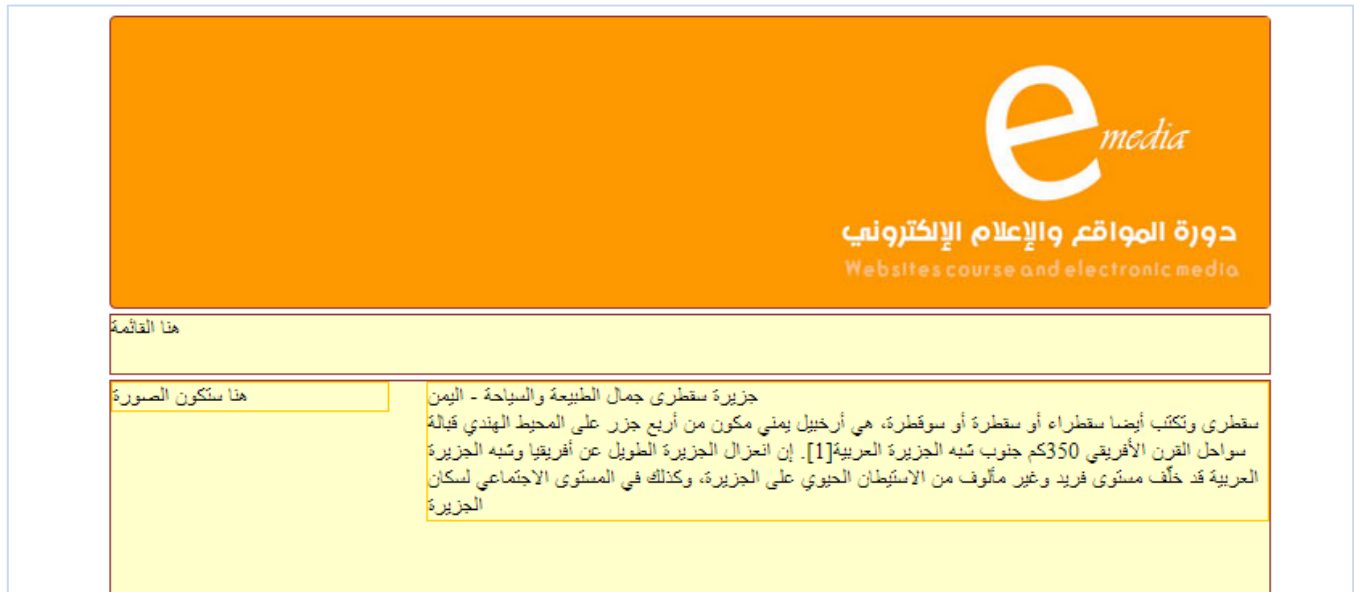 e media
دورة المواقع والإعلام الإلكتروني
Websites course and electronic media
هنا القائمة
جزيرة سقطرى جمال الطبيعة والسياحة - اليمن
سقطرى وتكتب أيضا سقطراء أو سقطرة أو سوقطرة، هي أرخبيل يمني مكون من أربع جزر على المحيط الهندي قبالة
سواحل القرن الأفريقي 350كم جنوب شبه الجزيرة العربية[1]. إن انعزال الجزيرة الطويل عن أفريقيا وشبه الجزيرة
العربية قد خلّف مستوى فريد وغير مألوف من الاستيطان الحيوي على الجزيرة، وكذلك في المستوى الاجتماعي لسكان
الجزيرة
هنا ستكون الصورة